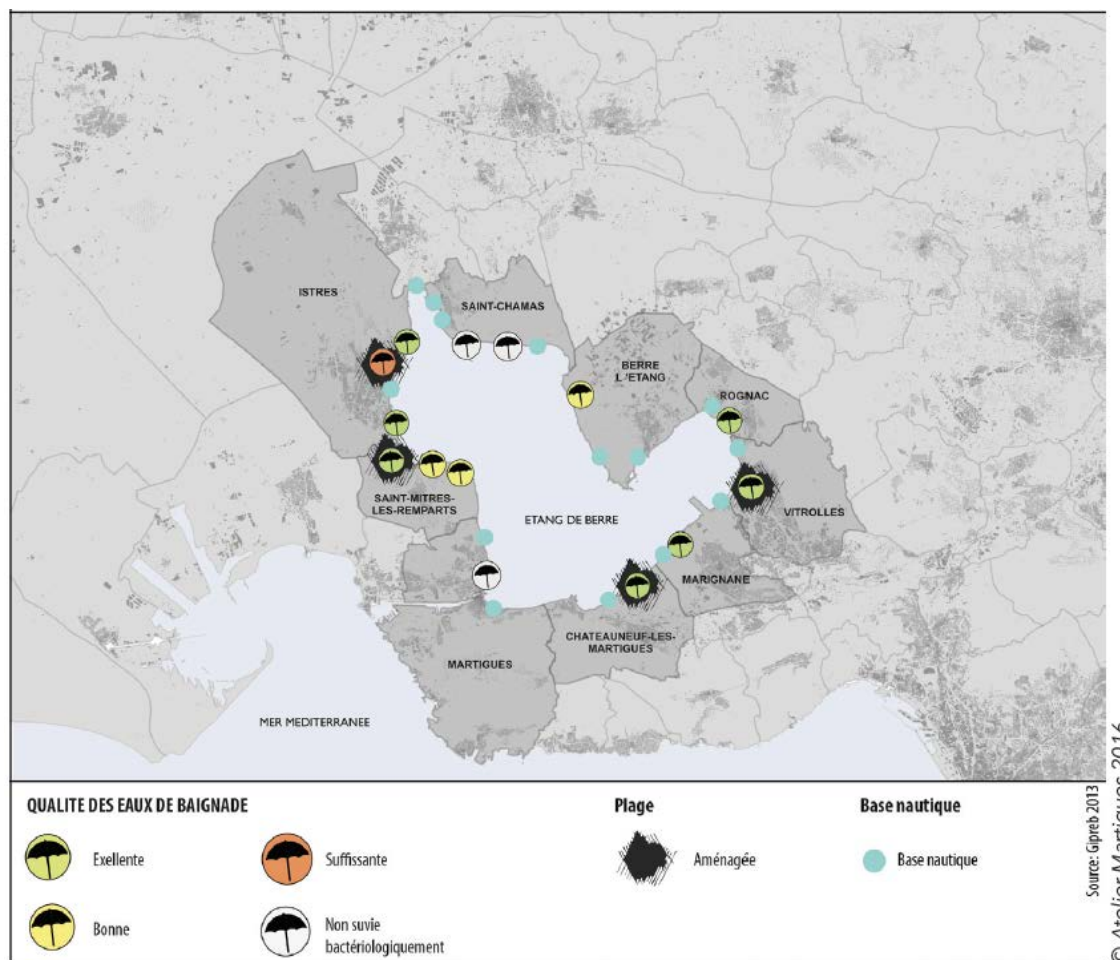 ISTRES
SAINT-CHAMAS
BERRE
L 'ETANG
ROGNAC
SAINT-MITRES-
LES-REMPARTS
ETANG DE BERRE
VITROLLES
MARIGNANE
CHATEAUNEUF-LES-
MARTIGUES
MARTIGUES
MER MEDITERRANEE
QUALITE DES EAUX DE BAIGNADE
Exellente
Suffissante
Bonne
Non suvie
bactériologiquement
Plage
Aménagée
Base nautique
Base nautique
Source: Gipreb 2013
© Atelier Martigues 2016